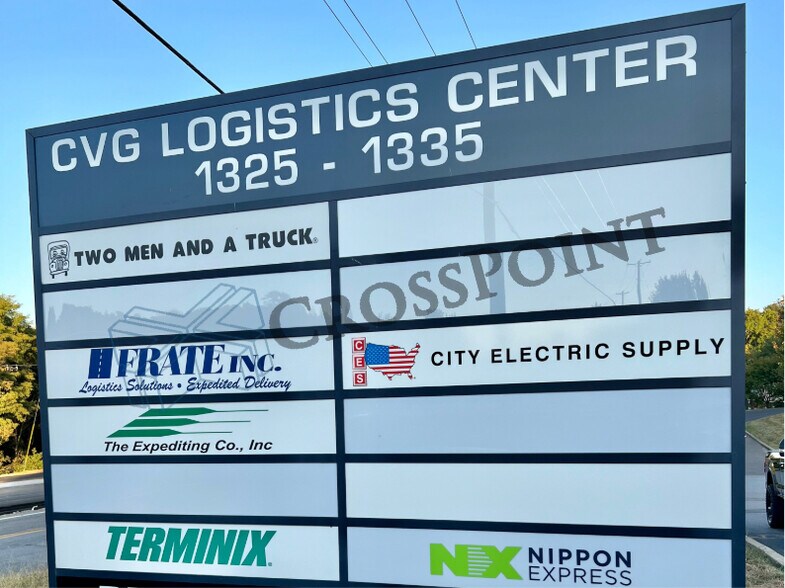 CVG LOGISTICS CENTER
1325 - 1335
TWO MEN AND A TRUCK®
CROSSPOINT
FRATE INC.
Logistics Solutions • Expedited Delivery
CES
CITY ELECTRIC SUPPLY
The Expediting Co., Inc
TERMINIX®
NX NIPPON EXPRESS